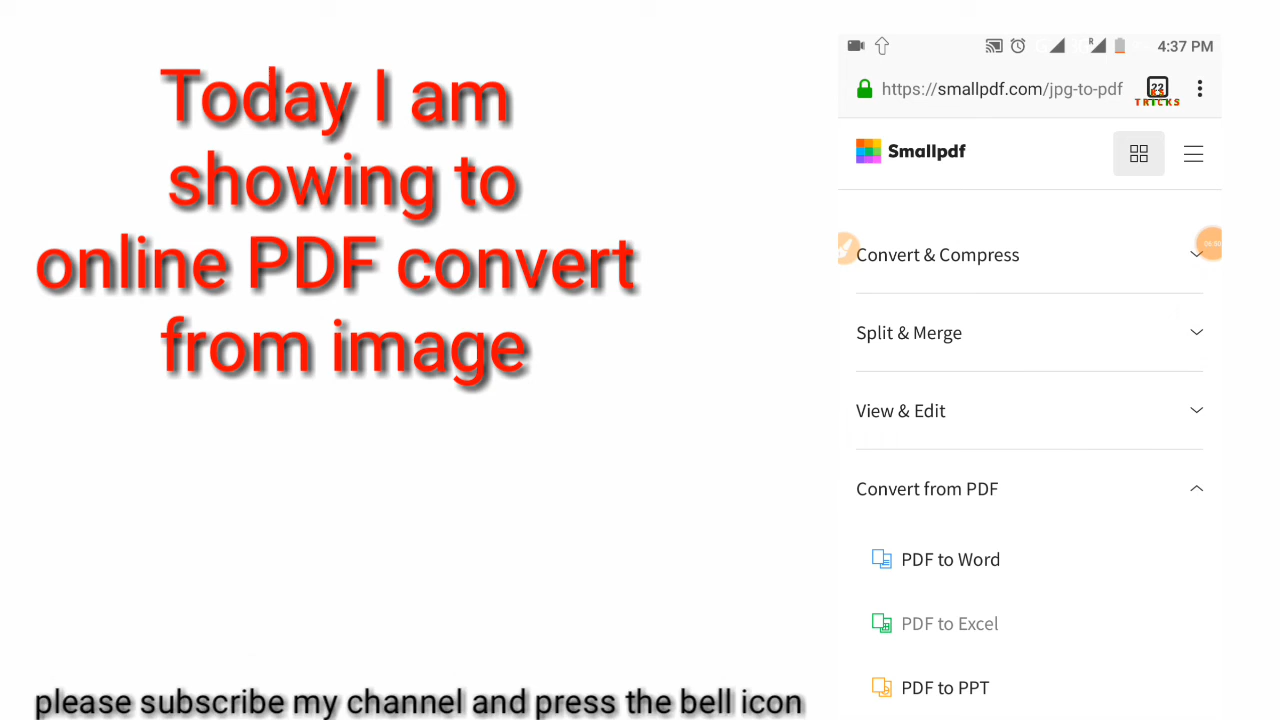 Today I am
showing to
online PDF convert
from image
please subscribe my channel and press the bell icon
R
4:37 PM
https://smallpdf.com/jpg-to-pdf
TRICKS
Smallpdf
Convert & Compress
Split & Merge
View & Edit
Convert from PDF
PDF to Word
PDF to Excel
PDF to PPT